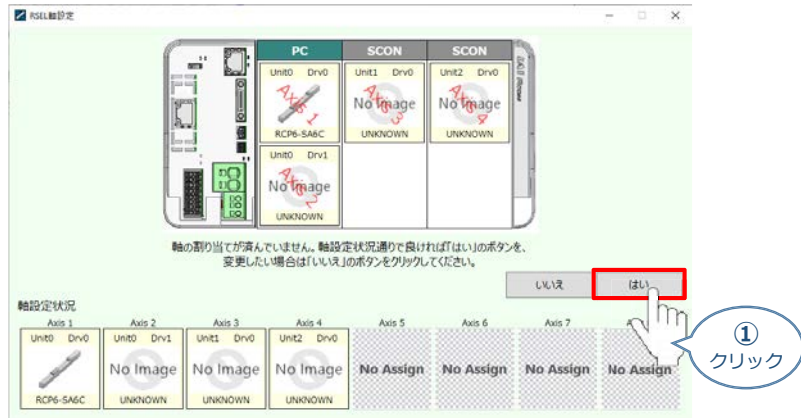 RSEL軸設定
PC
SCON
SCON
Unit0 Drv0
Unit1 Drv0
Unit2 Drv0
Axis 1
No Image
Axis 3
No Image
Axis 4
RCP6-SA6C
UNKNOWN
UNKNOWN
Unit0 Drv1
No Image
Axis 2
UNKNOWN
軸の割り当てが済んでいません。軸設定状況通りで良ければ「はい」のボタンを、
変更したい場合は「いいえ」のボタンをクリックしてください。
いいえ
はい
軸設定状況
Axis 1
Axis 2
Axis 3
Axis 4
Axis 5
Axis 6
Axis 7
Unit0 Drv0
Unit0 Drv1
Unit1 Drv0
Unit2 Drv0
No Image
No Image
No Image
No Assign
No Assign
No Assign
No Assign
RCP6-SA6C
UNKNOWN
UNKNOWN
UNKNOWN
①
クリック